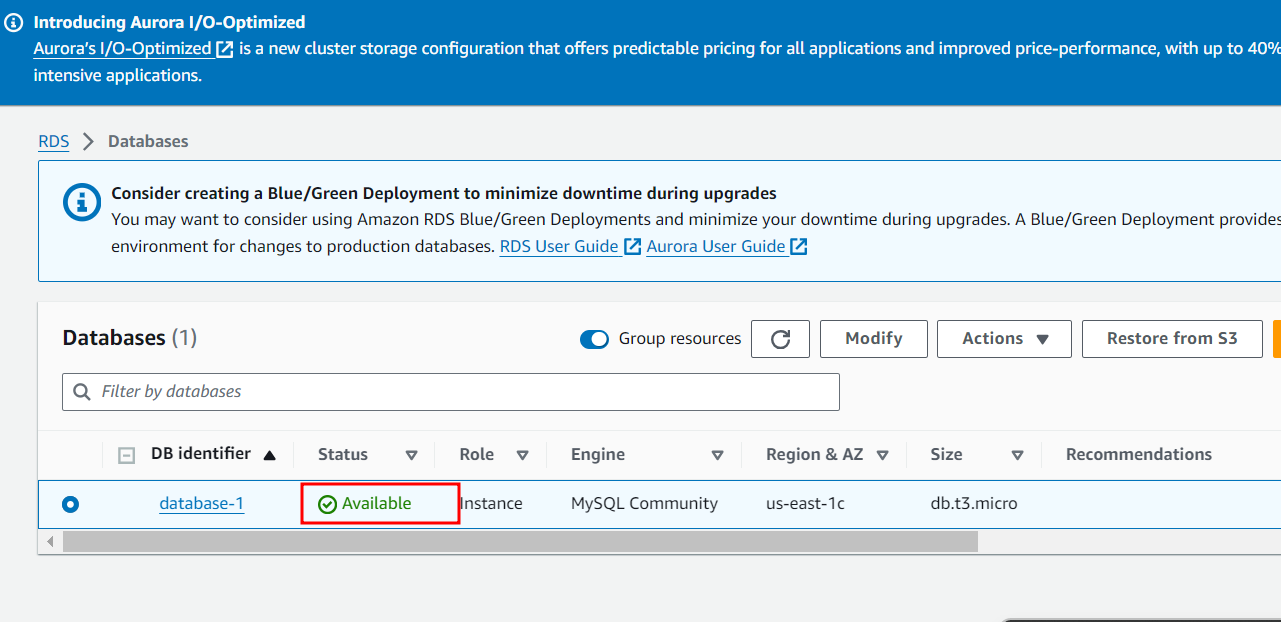 Introducing Aurora I/O-Optimized
Aurora's I/O-Optimized is a new cluster storage configuration that offers predictable pricing for all applications and improved price-performance, with up to 40%
intensive applications.
RDS > Databases
Consider creating a Blue/Green Deployment to minimize downtime during upgrades
You may want to consider using Amazon RDS Blue/Green Deployments and minimize your downtime during upgrades. A Blue/Green Deployment provides
environment for changes to production databases. RDS User Guide Aurora User Guide
Databases (1) Group resources Modify Actions Restore from S3
Filter by databases
DB identifier Status Role Engine Region & AZ Size Recommendations
database-1 Available Instance MySQL Community us-east-1c db.t3.micro